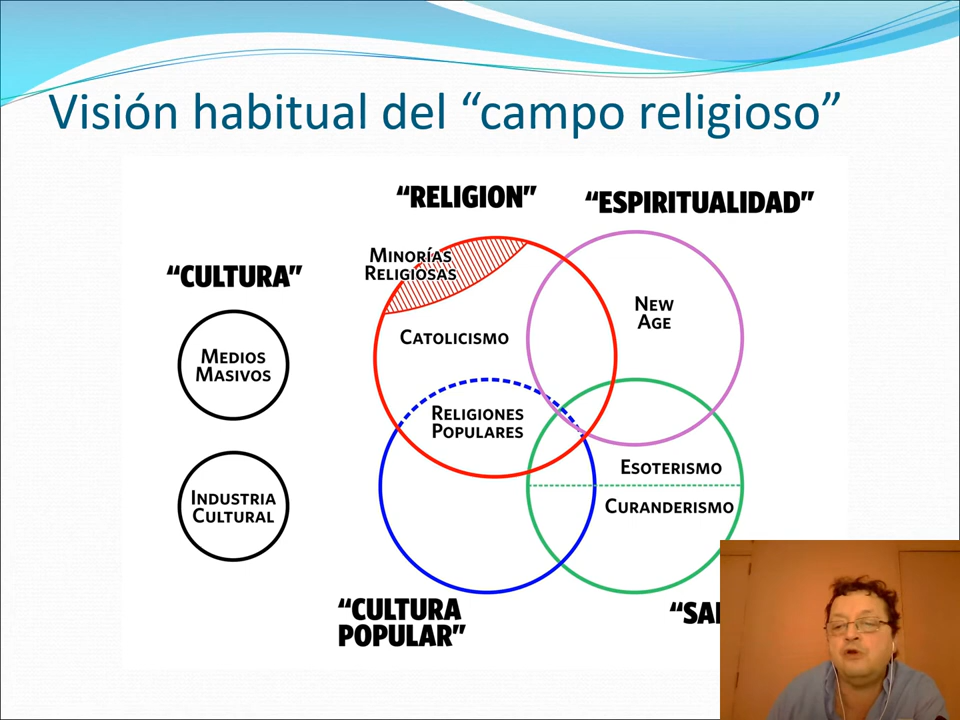 Visión habitual del “campo religioso”
“RELIGION”
“ESPIRITUALIDAD”
MINORÍAS
RELIGIOSAS
“CULTURA”
NEW
AGE
CATOLICISMO
MEDIOS
MASIVOS
RELIGIONES
POPULARES
ESOTERISMO
CURANDERISMO
INDUSTRIA
CULTURAL
“CULTURA
POPULAR”